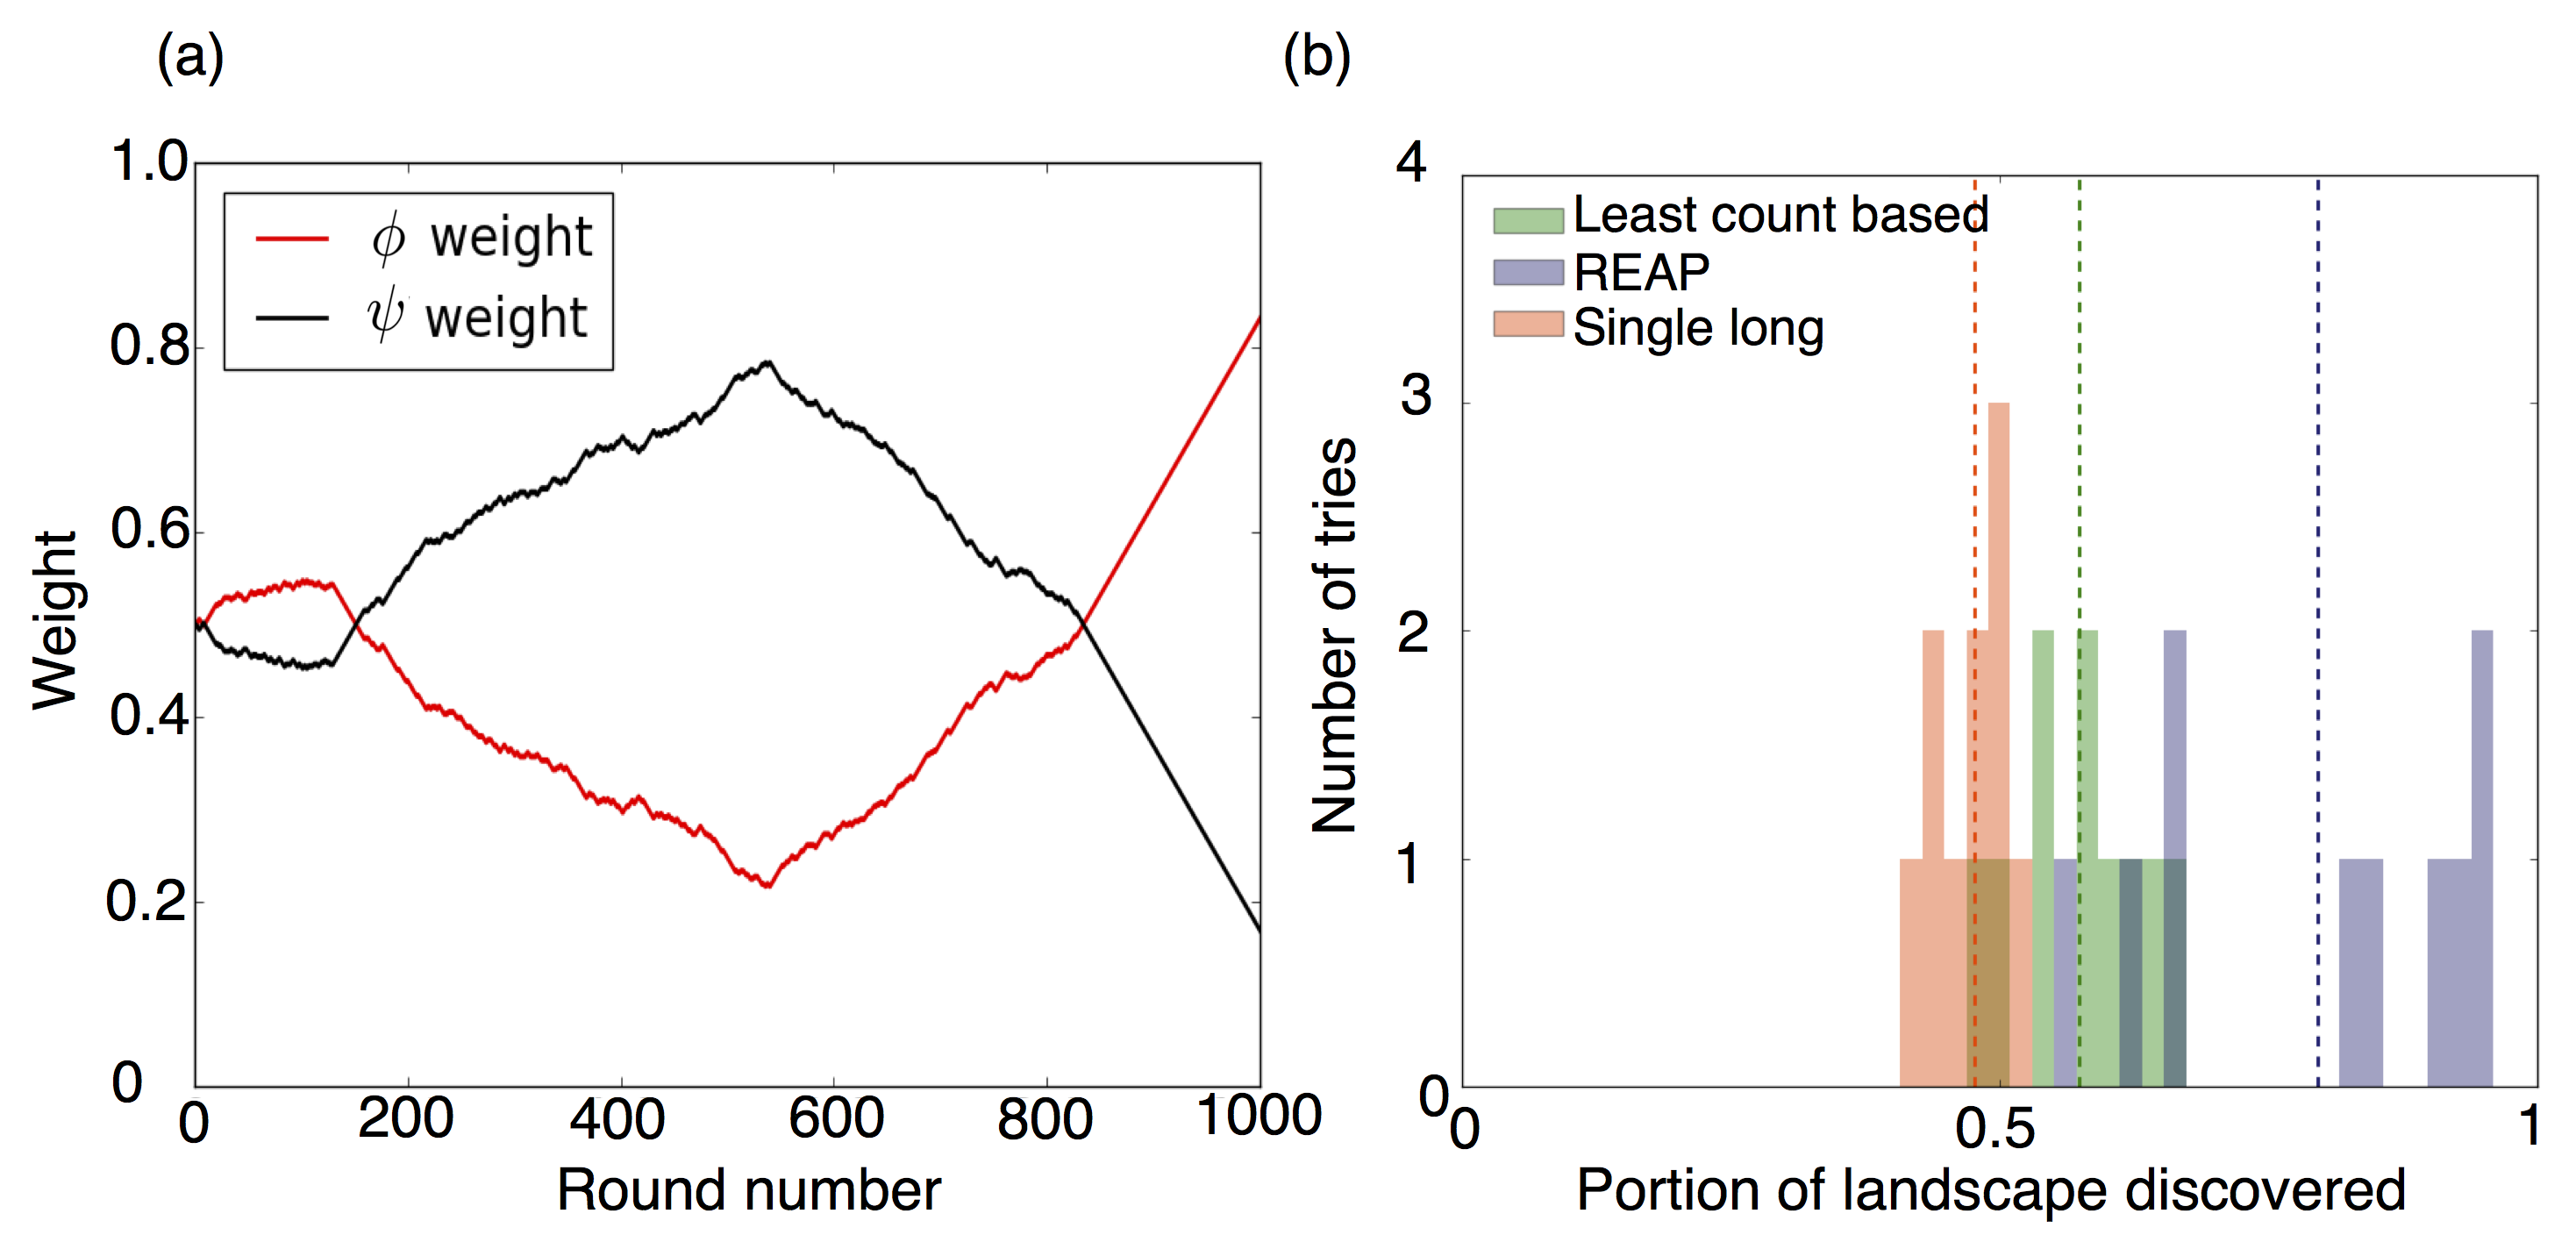 (a)
1.0
0.8
0.6
0.4
0.2
0
Weight
ϕ weight
ψ weight
0 200 400 600 800 1000
Round number
(b)
4
3
2
1
0
Number of tries
Least count based
REAP
Single long
0 0.5 1
Portion of landscape discovered